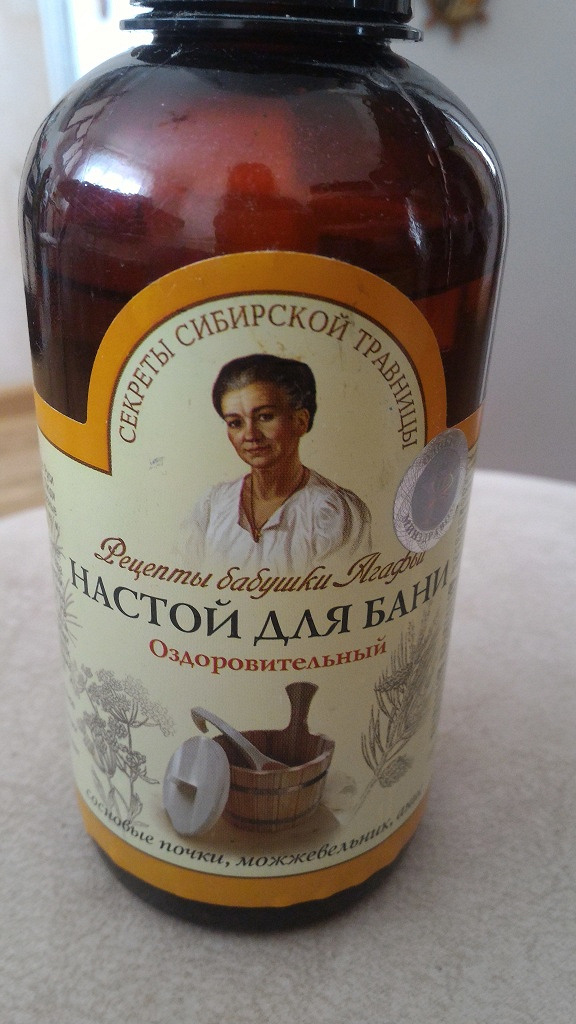 СЕКРЕТЫ СИБИРСКОЙ ТРАВНИЦЫ
Рецепты бабушки Агафьи
НАСТОЙ ДЛЯ БАНИ
Оздоровительный
сосновые почки, можжевельник,